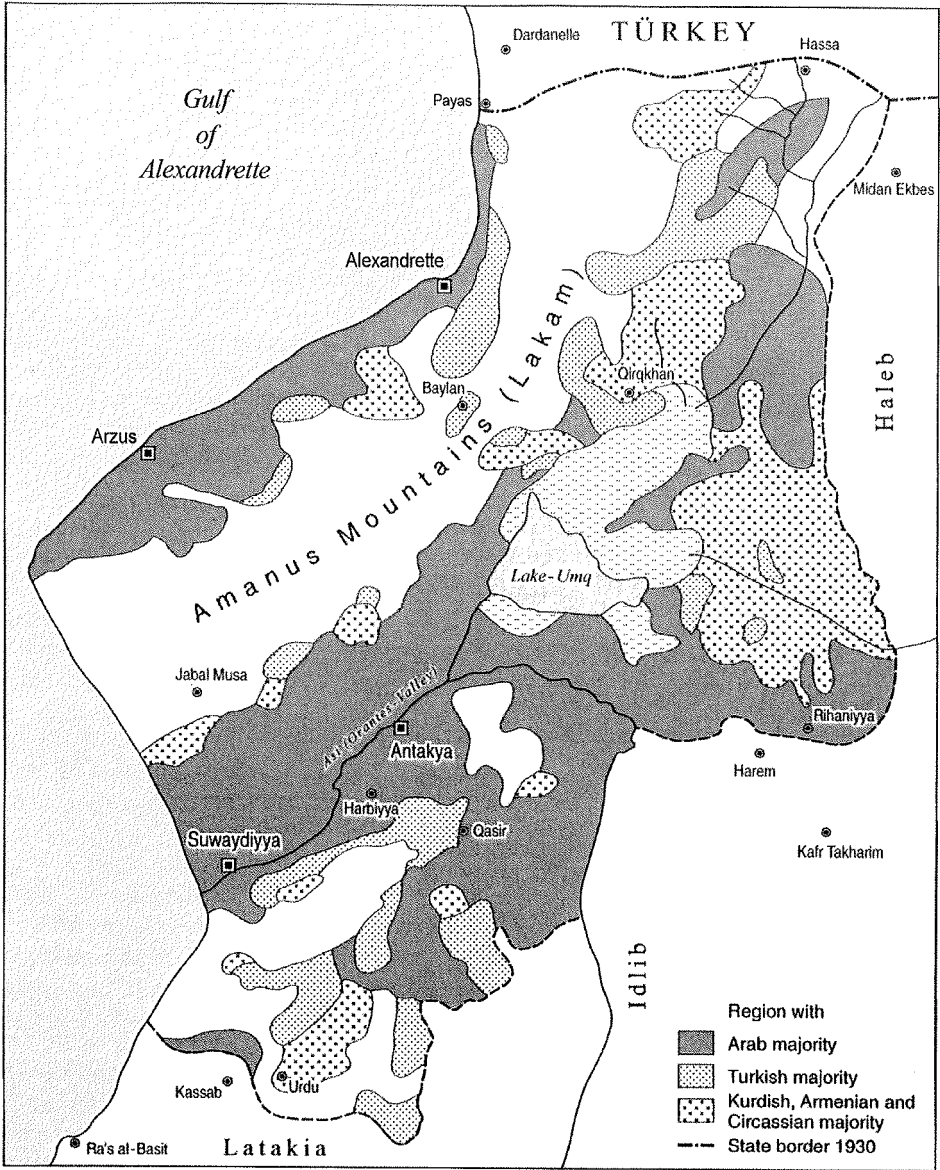 Dardanelle
TÜRKEY
Hassa
Gulf
of
Alexandrette
Payas
Midan Ekbes
Alexandrette
Amanus Mountains (Lakam)
Baylan
Qirqkhan
Haleb
Arzus
Lake-Umq
Jabal Musa
Asi (Orantes-Valley)
Antakya
Rihaniyya
Harem
Harbiyya
Qasir
Suwaydiyya
Kafr Takharim
Idlib
Kassab
Urdu
Ra's al-Basit
Latakia
Region with
Arab majority
Turkish majority
Kurdish, Armenian and
Circassian majority
State border 1930